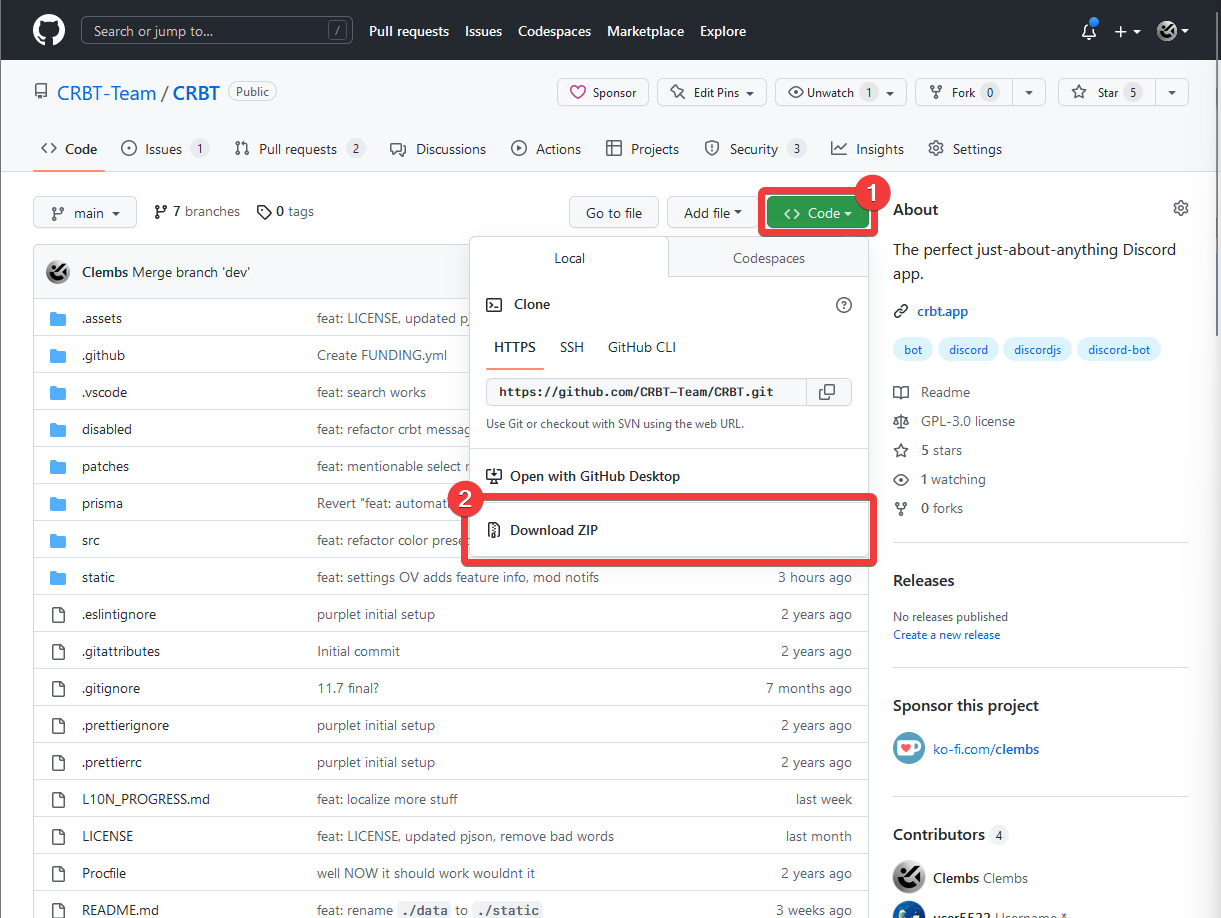 Search or jump to... / Pull requests Issues Codespaces Marketplace Explore
CRBT-Team / CRBT Public Sponsor Edit Pins Unwatch 1 Fork 0 Star 5
Code Issues 1 Pull requests 2 Discussions Actions Projects Security 3 Insights Settings
main 7 branches 0 tags Go to file Add file Code 1
Clembs Merge branch 'dev'
.assets feat: LICENSE, updated
.github Create FUNDING.yml
.vscode feat: search works
disabled feat: refactor crbt
patches feat: mentionable select
prisma Revert "feat:
src feat: refactor color
static feat: settings OV adds feature info, mod notifs 3 hours ago
.eslintignore purplet initial setup 2 years ago
.gitattributes Initial commit 2 years ago
.gitignore 11.7 final? 7 months ago
.prettierignore purplet initial setup 2 years ago
.prettierrc purplet initial setup 2 years ago
L10N_PROGRESS.md feat: localize more stuff last week
LICENSE feat: LICENSE, updated pjson, remove bad words last month
Procfile well NOW it should work wouldnt it 2 years ago
README.md feat: rename ./data to ./static 3 weeks ago
Local Codespaces
Clone
HTTPS SSH GitHub CLI
https://github.com/CRBT-Team/CRBT.git
Use Git or checkout with SVN using the web URL.
Open with GitHub Desktop
2
Download ZIP
About
The perfect just-about-anything Discord
app.
crbt.app
bot discord discordjs discord-bot
Readme
GPL-3.0 license
5 stars
1 watching
0 forks
Releases
No releases published
Create a new release
Sponsor this project
ko-fi.com/clembs
Contributors 4
Clembs Clembs